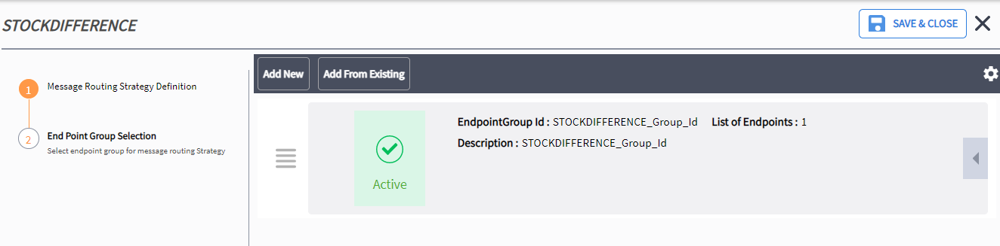 STOCKDIFFERENCE
SAVE & CLOSE
1 Message Routing Strategy Definition
2 End Point Group Selection
Select endpoint group for message routing Strategy
Add New Add From Existing
EndpointGroup Id : STOCKDIFFERENCE_Group_Id List of Endpoints : 1
Description : STOCKDIFFERENCE_Group_Id
Active